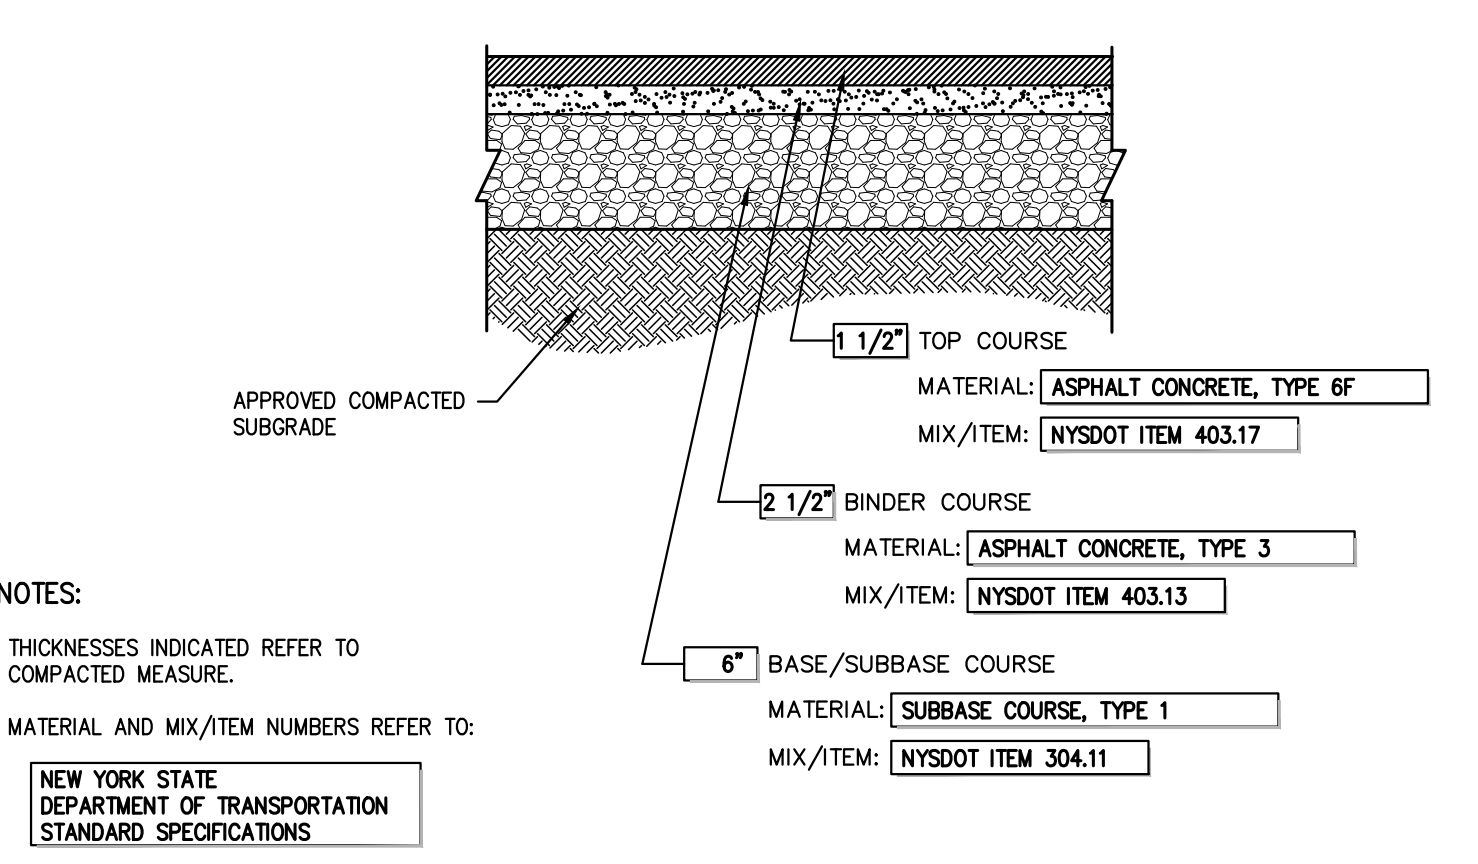 1 1/2" TOP COURSE
MATERIAL: ASPHALT CONCRETE, TYPE 6F
MIX/ITEM: NYSDOT ITEM 403.17
APPROVED COMPACTED
SUBGRADE
2 1/2" BINDER COURSE
MATERIAL: ASPHALT CONCRETE, TYPE 3
MIX/ITEM: NYSDOT ITEM 403.13
6" BASE/SUBBASE COURSE
MATERIAL: SUBBASE COURSE, TYPE 1
MIX/ITEM: NYSDOT ITEM 304.11
NOTES:
THICKNESSES INDICATED REFER TO
COMPACTED MEASURE.
MATERIAL AND MIX/ITEM NUMBERS REFER TO:
NEW YORK STATE
DEPARTMENT OF TRANSPORTATION
STANDARD SPECIFICATIONS